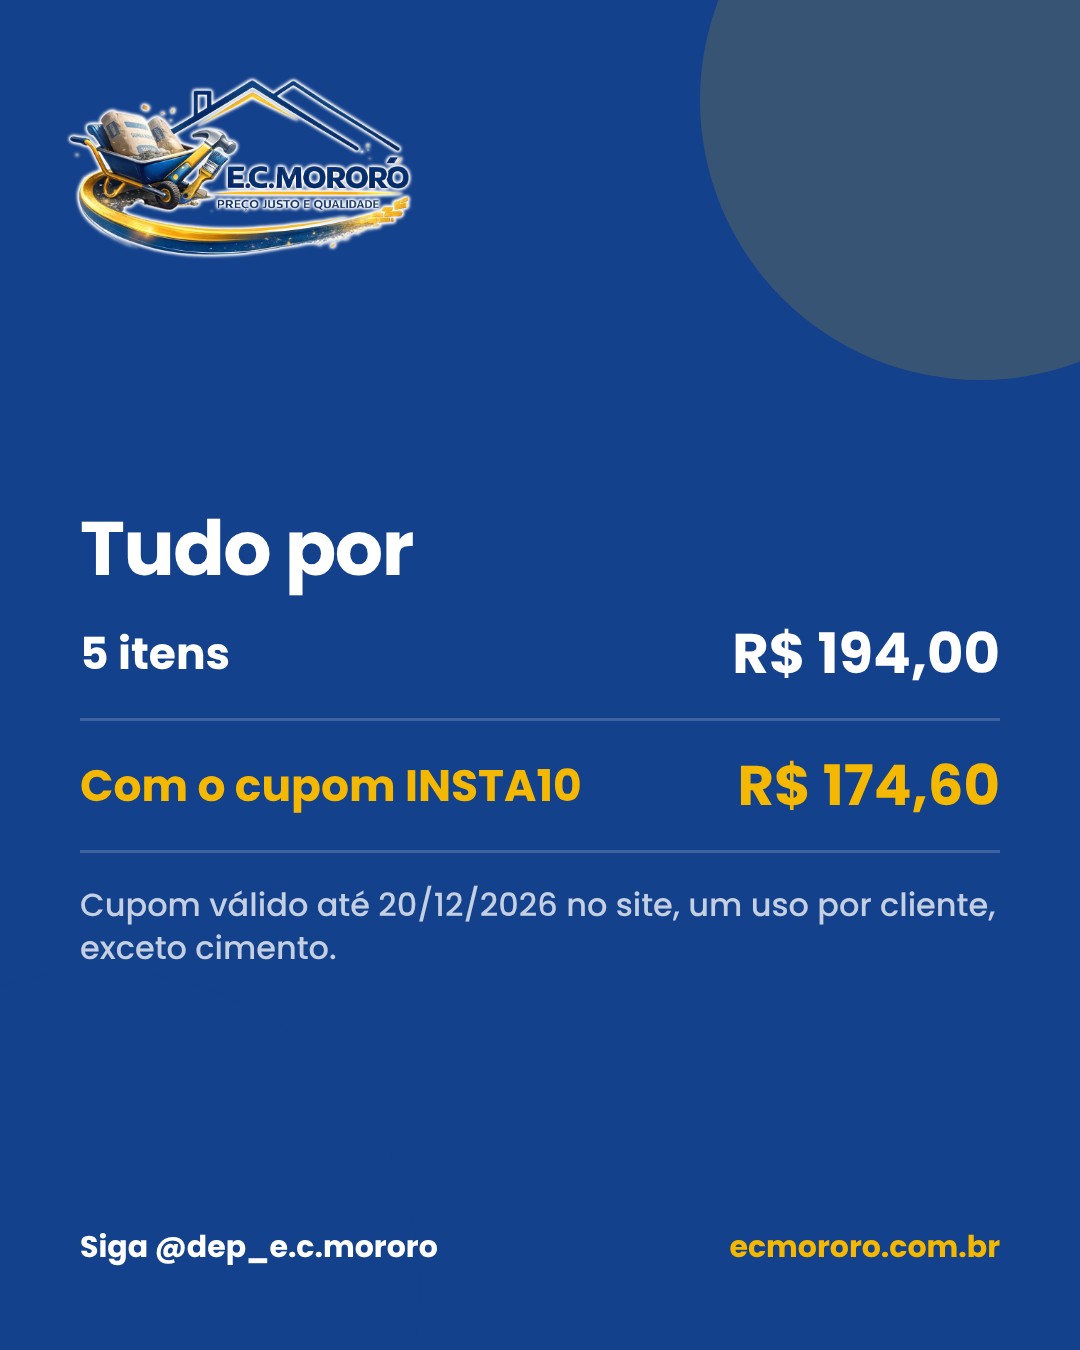 E.C.MORORÓ
PREÇO JUSTO E QUALIDADE
Tudo por
5 itens
R$ 194,00
Com o cupom INSTA10
R$ 174,60
Cupom válido até 20/12/2026 no site, um uso por cliente,
exceto cimento.
Siga @dep_e.c.mororo
ecmororo.com.br